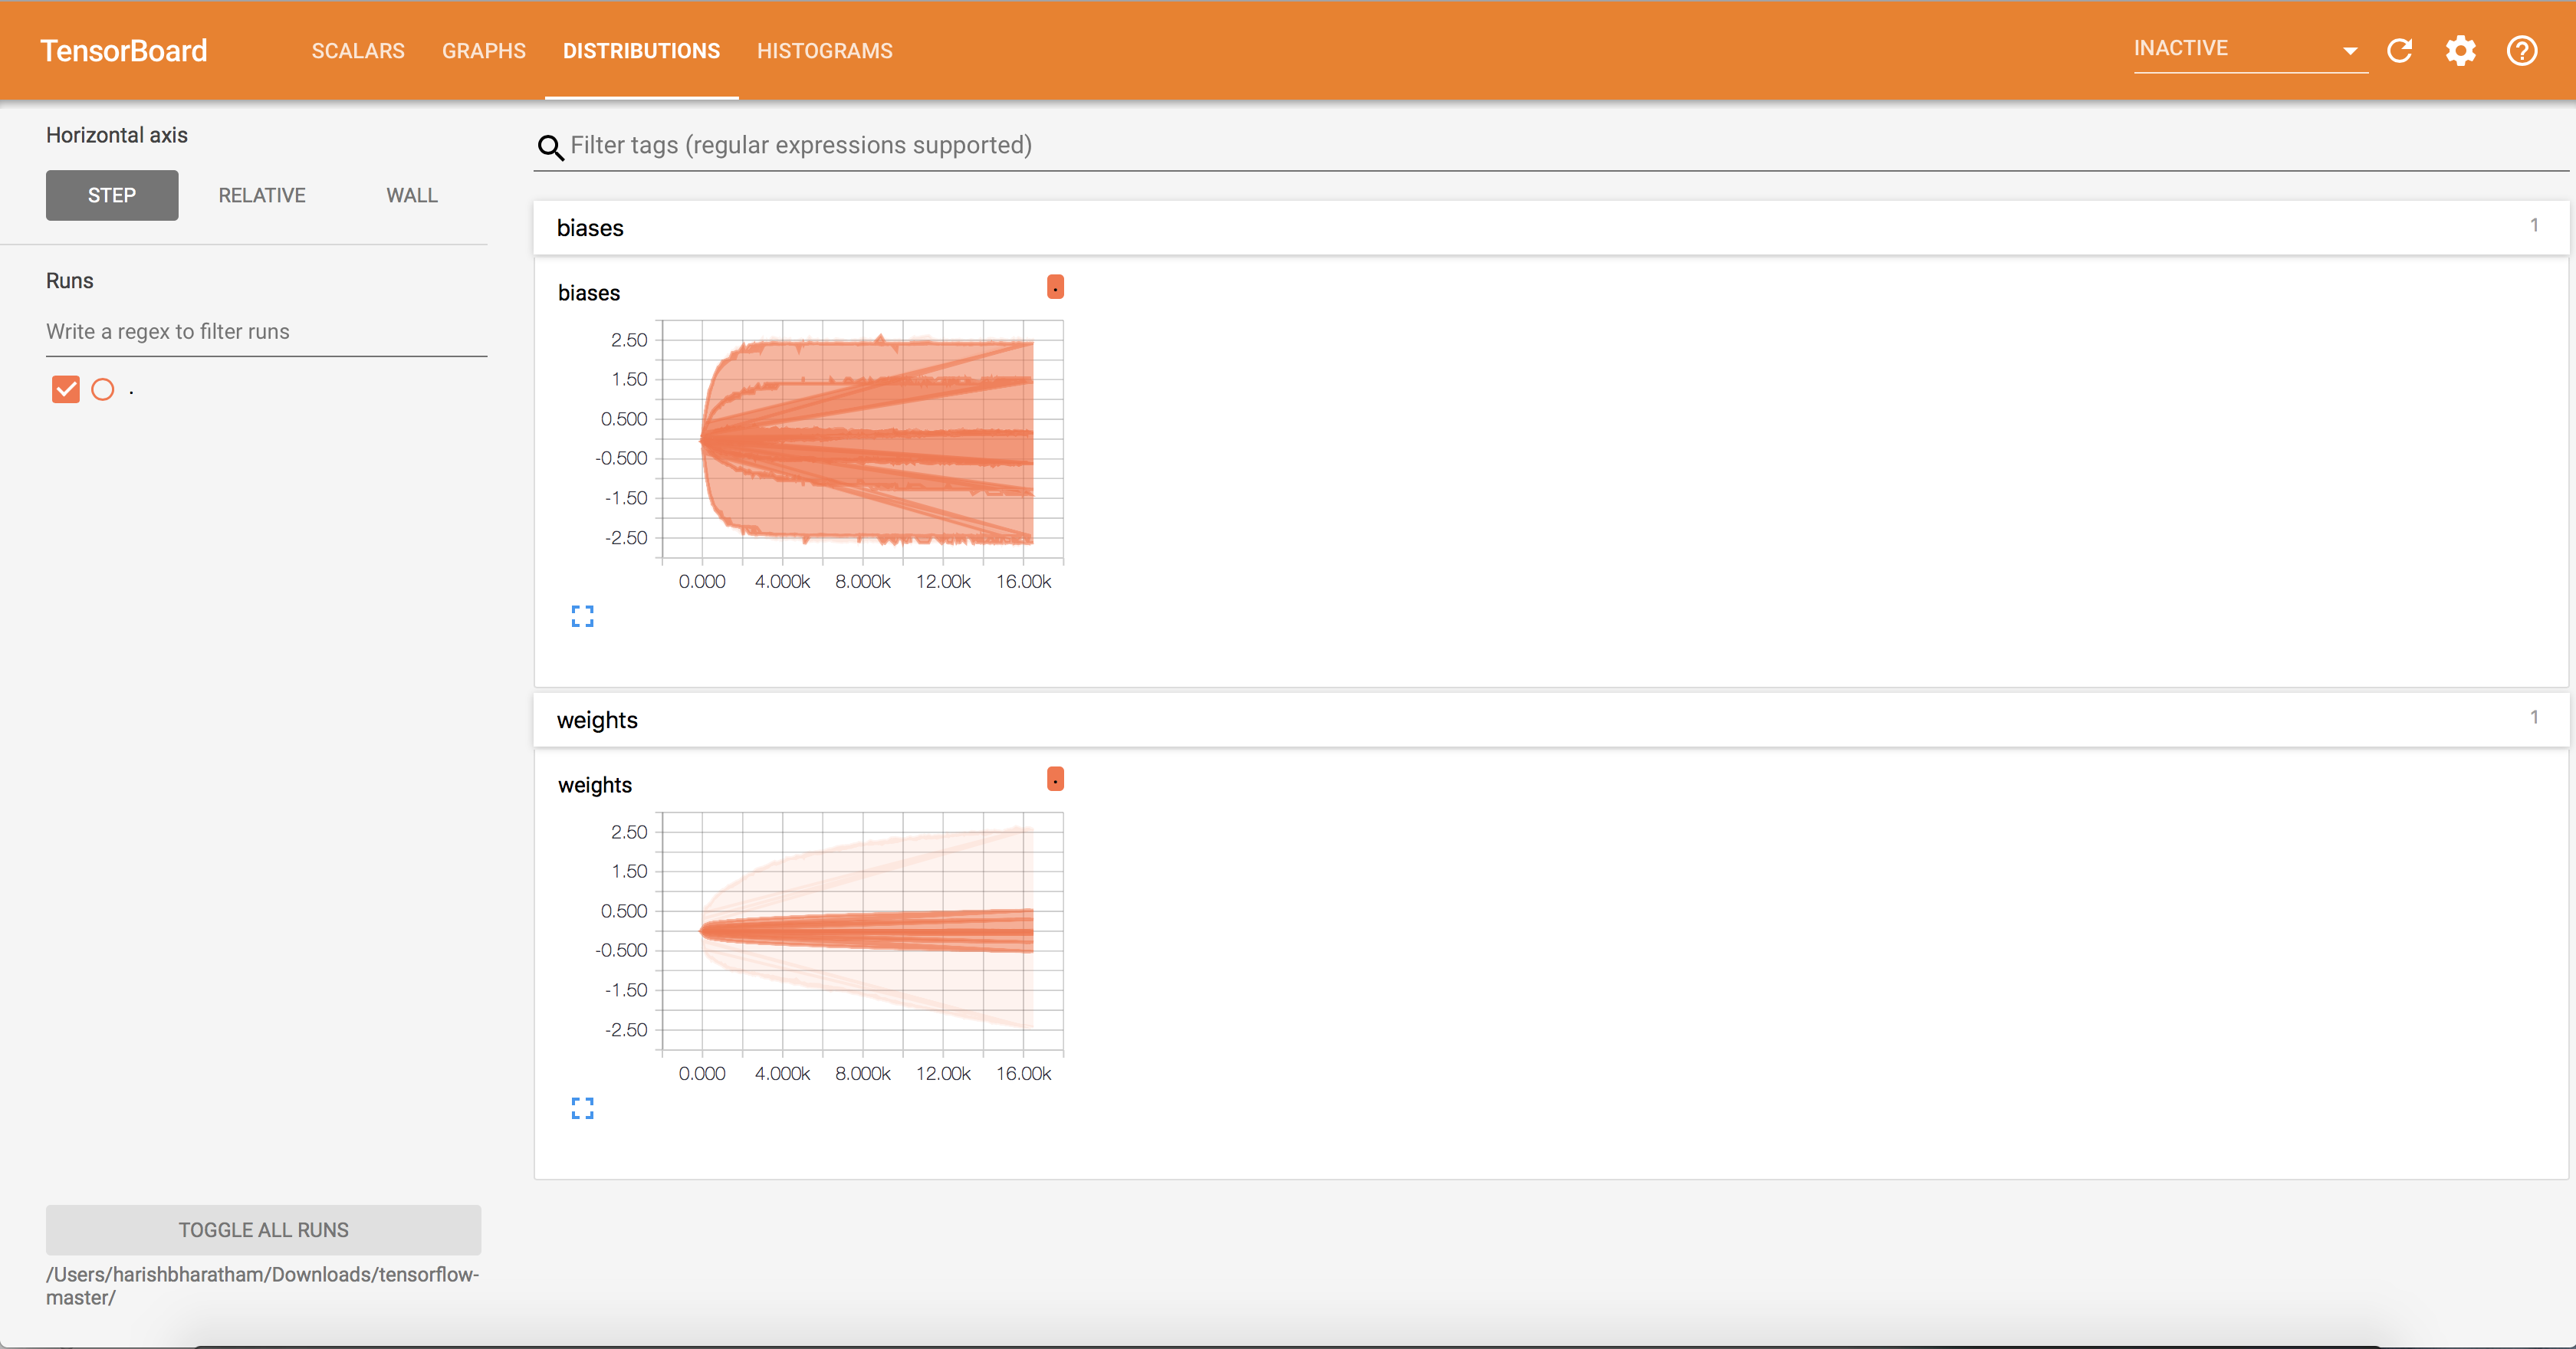 TensorBoard SCALARS GRAPHS DISTRIBUTIONS HISTOGRAMS INACTIVE
Horizontal axis
STEP RELATIVE WALL
Runs
Write a regex to filter runs
.
TOGGLE ALL RUNS
/Users/harishbharatham/Downloads/tensorflow-
master/
Filter tags (regular expressions supported)
biases 1
biases .
2.50
1.50
0.500
-0.500
-1.50
-2.50
0.000 4.000k 8.000k 12.00k 16.00k
weights 1
weights .
2.50
1.50
0.500
-0.500
-1.50
-2.50
0.000 4.000k 8.000k 12.00k 16.00k